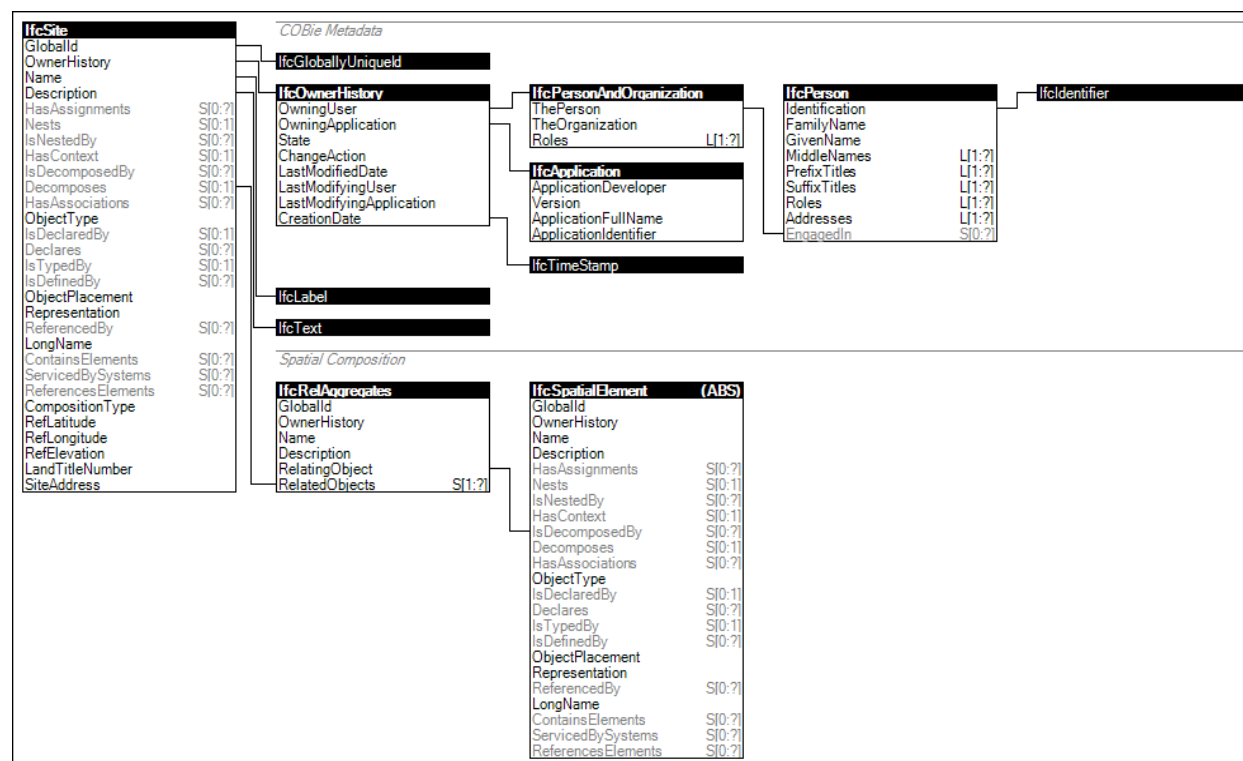 IfcSite
GlobalId
OwnerHistory
Name
Description
HasAssignments S[0:?]
Nests S[0:1]
IsNestedBy S[0:?]
HasContext S[0:1]
IsDecomposedBy S[0:?]
Decomposes S[0:1]
HasAssociations S[0:?]
ObjectType
IsDeclaredBy S[0:1]
Declares S[0:?]
IsTypedBy S[0:1]
IsDefinedBy S[0:?]
ObjectPlacement
Representation
ReferencedBy S[0:?]
LongName
ContainsElements S[0:?]
ServicedBySystems S[0:?]
ReferencesElements S[0:?]
CompositionType
RefLatitude
RefLongitude
RefElevation
LandTitleNumber
SiteAddress
COBie Metadata
IfcGloballyUniqueId
IfcOwnerHistory
OwningUser
OwningApplication
State
ChangeAction
LastModifiedDate
LastModifyingUser
LastModifyingApplication
CreationDate
IfcPersonAndOrganization
ThePerson
TheOrganization
Roles L[1:?]
IfcApplication
ApplicationDeveloper
Version
ApplicationFullName
ApplicationIdentifier
IfcTimeStamp
IfcPerson
Identification
FamilyName
GivenName
MiddleNames L[1:?]
PrefixTitles L[1:?]
SuffixTitles L[1:?]
Roles L[1:?]
Addresses L[1:?]
EngagedIn S[0:?]
IfcIdentifier
IfcLabel
IfcText
Spatial Composition
IfcRelAggregates
GlobalId
OwnerHistory
Name
Description
RelatingObject
RelatedObjects S[1:?]
IfcSpatialElement (ABS)
GlobalId
OwnerHistory
Name
Description
HasAssignments S[0:?]
Nests S[0:1]
IsNestedBy S[0:?]
HasContext S[0:1]
IsDecomposedBy S[0:?]
Decomposes S[0:1]
HasAssociations S[0:?]
ObjectType
IsDeclaredBy S[0:1]
Declares S[0:?]
IsTypedBy S[0:1]
IsDefinedBy S[0:?]
ObjectPlacement
Representation
ReferencedBy S[0:?]
LongName
ContainsElements S[0:?]
ServicedBySystems S[0:?]
ReferencesElements S[0:?]